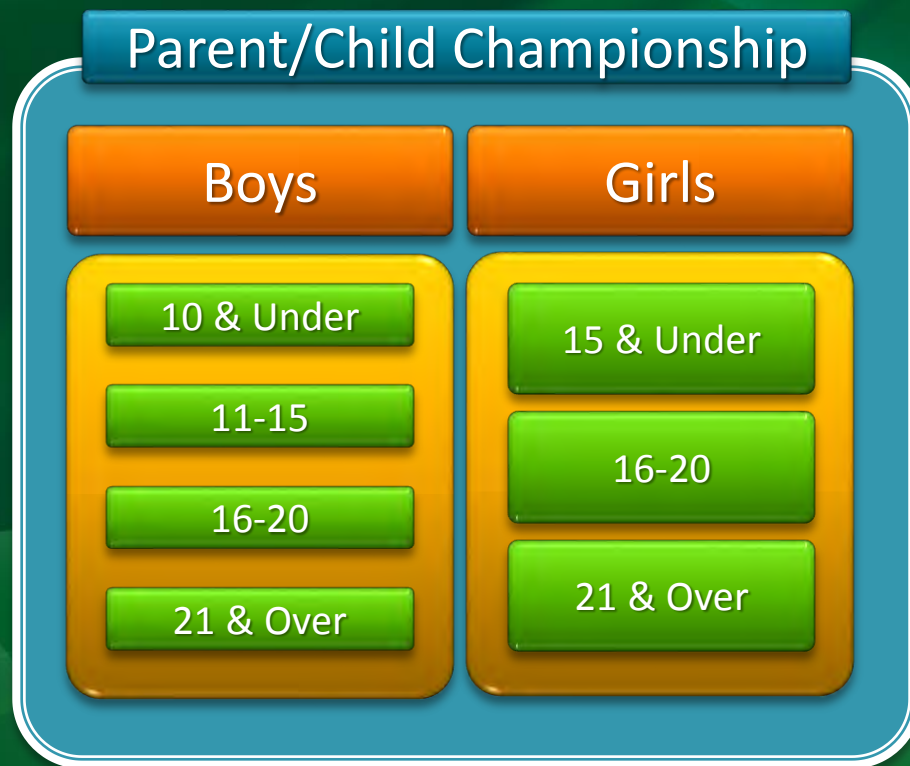 Parent/Child Championship
Boys
10 & Under
11-15
16-20
21 & Over
Girls
15 & Under
16-20
21 & Over